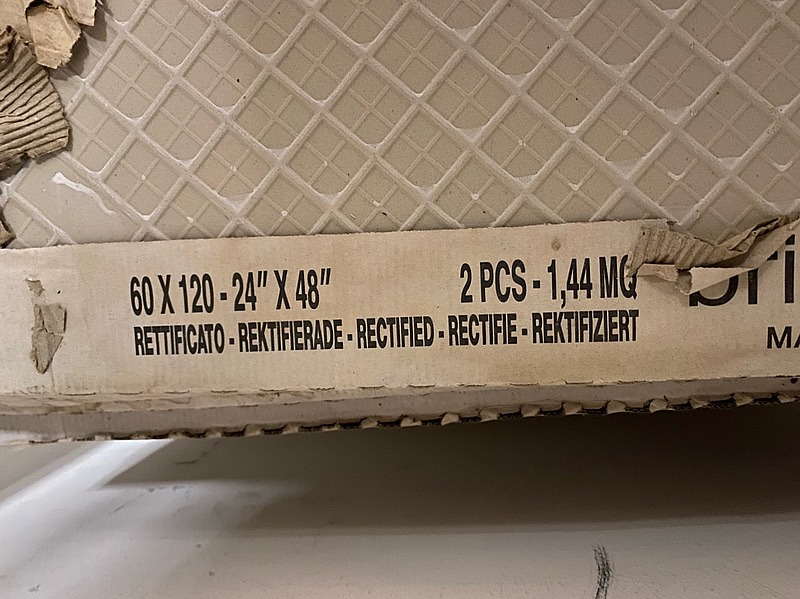 60 X 120 - 24" X 48" 2 PCS - 1,44 MQ
RETTIFICATO - REKTIFIERADE - RECTIFIED - RECTIFIE - REKTIFIZIERT